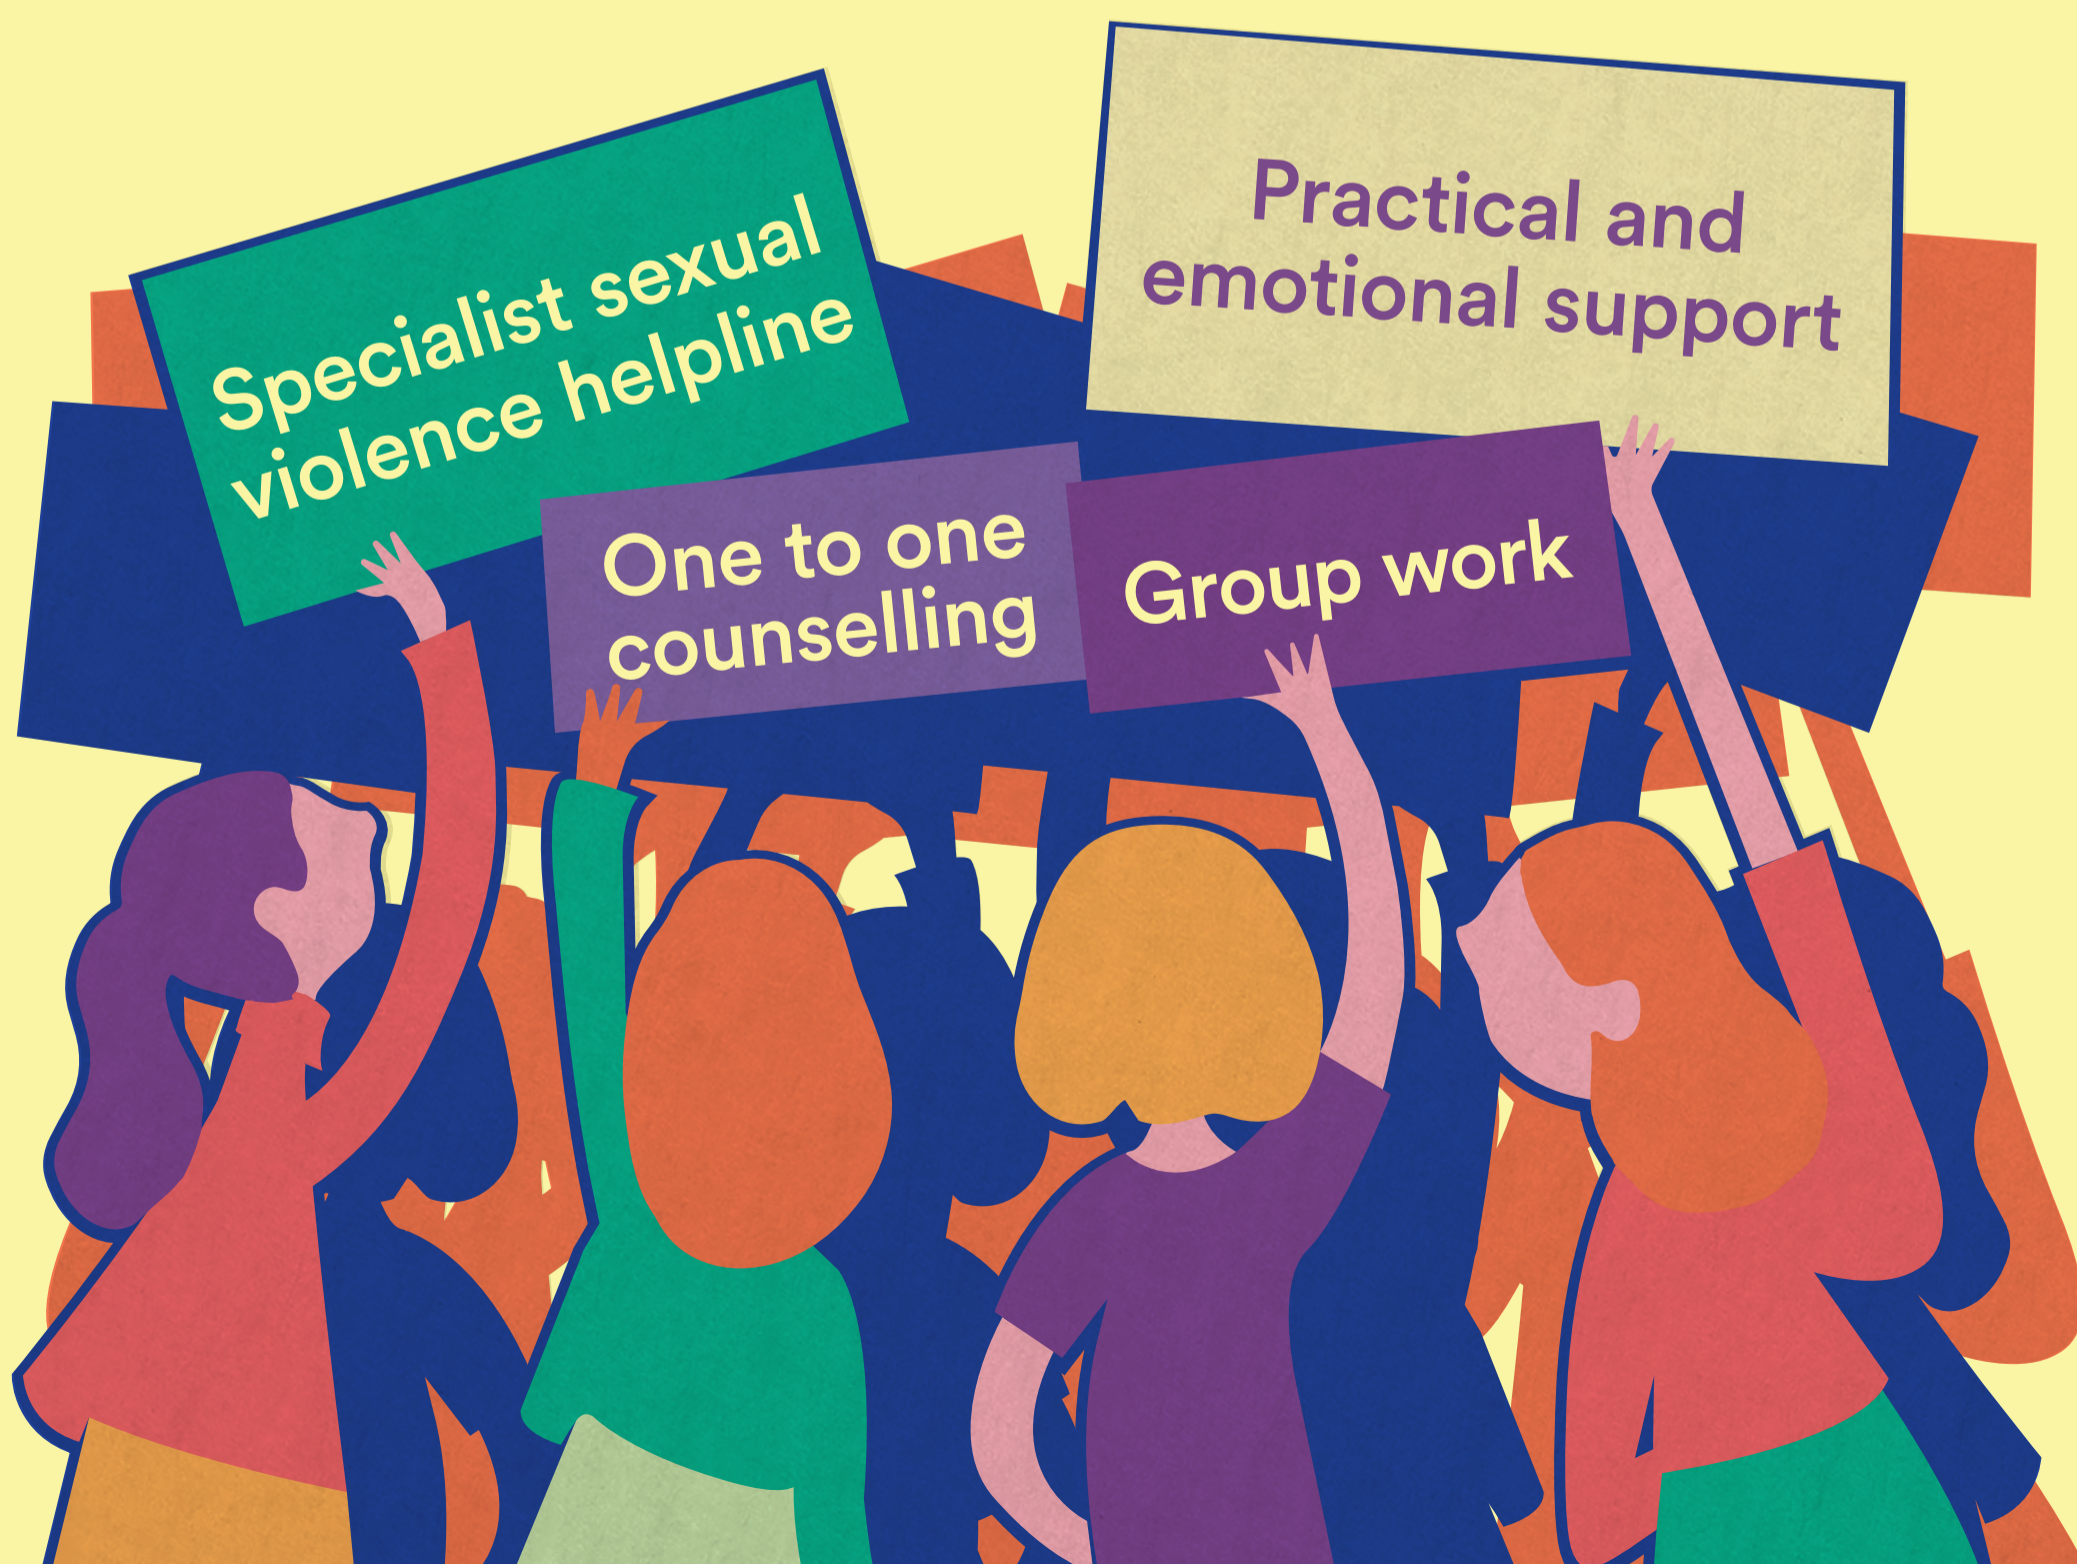 Specialist sexual
violence helpline
Practical and
emotional support
One to one
counselling
Group work